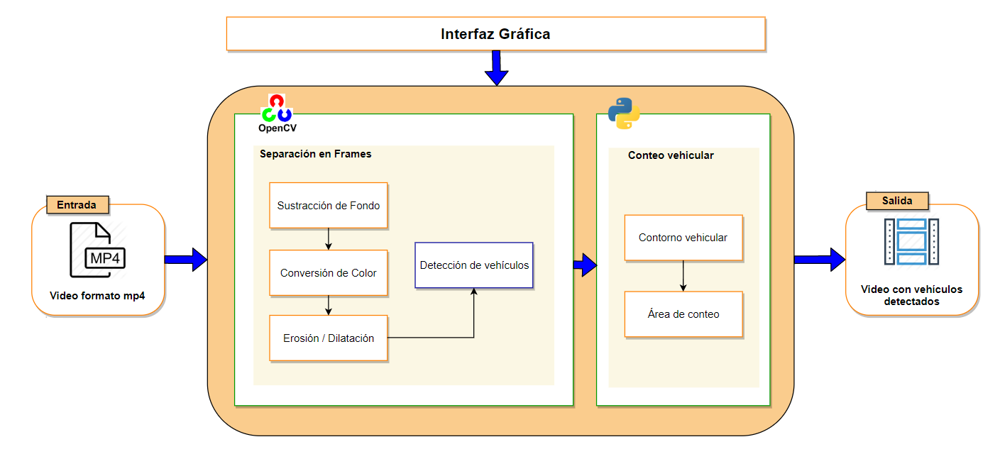 Interfaz Gráfica
OpenCV
Separación en Frames
Sustracción de Fondo
Conversión de Color
Erosión / Dilatación
Detección de vehículos
Conteo vehicular
Contorno vehicular
Área de conteo
Entrada
MP4
Video formato mp4
Salida
Video con vehículos
detectados